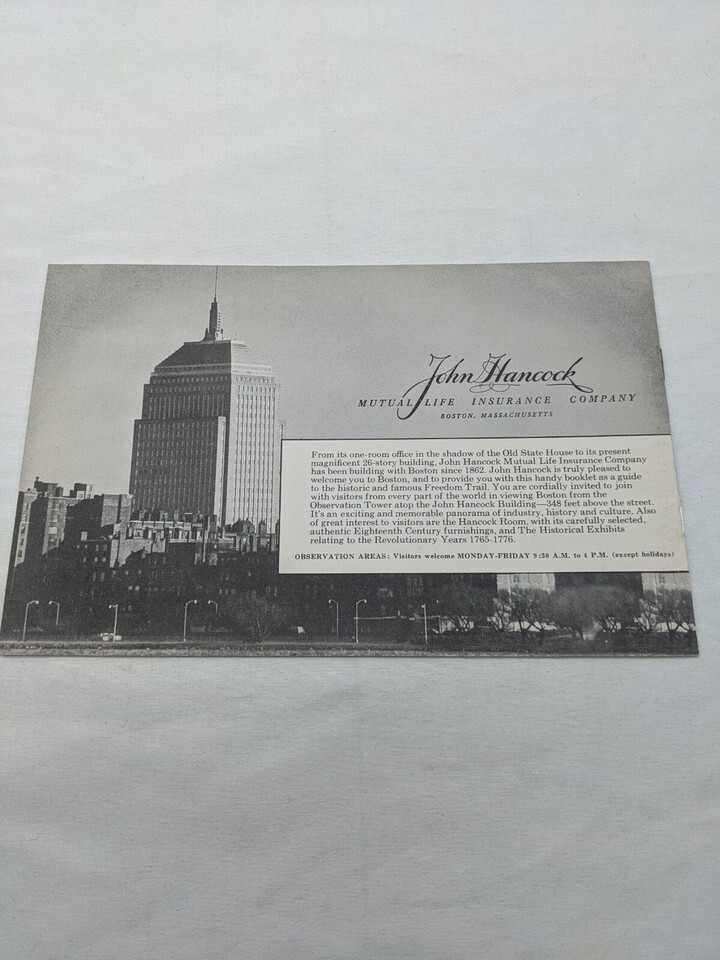 John Hancock
MUTUAL LIFE INSURANCE COMPANY
BOSTON, MASSACHUSETTS
From its one-room office in the shadow of the Old State House to its present
magnificent 26-story building, John Hancock Mutual Life Insurance Company
has been building with Boston since 1862. John Hancock is truly pleased to
welcome you to Boston, and to provide you with this handy booklet as a guide
to the historic and famous Freedom Trail. You are cordially invited to join
with visitors from every part of the world in viewing Boston from the
Observation Tower atop the John Hancock Building—348 feet above the street.
It's an exciting and memorable panorama of industry, history and culture. Also
of great interest to visitors are the Hancock Room, with its carefully selected,
authentic Eighteenth Century furnishings, and The Historical Exhibits
relating to the Revolutionary Years 1765-1776.
OBSERVATION AREAS: Visitors welcome MONDAY-FRIDAY 9:30 A.M. to 4 P.M. (except holidays)